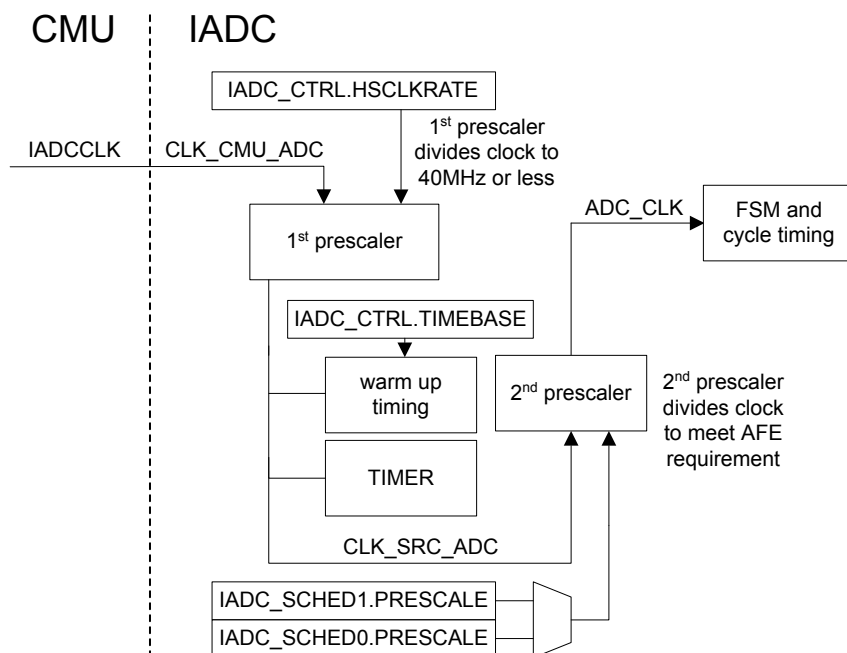 CMU
IADC
IADC_CTRL.HSCLKRATE
IADCCLK
CLK_CMU_ADC
1st prescaler
divides clock to
40MHz or less
1st prescaler
ADC_CLK
FSM and
cycle timing
IADC_CTRL.TIMEBASE
warm up
timing
2nd prescaler
2nd prescaler
divides clock
to meet AFE
requirement
TIMER
CLK_SRC_ADC
IADC_SCHED1.PRESCALE
IADC_SCHED0.PRESCALE